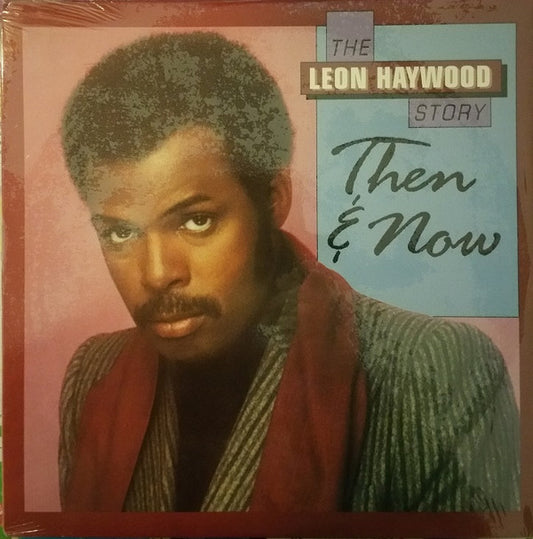 THE
LEON HAYWOOD
STORY
Then
& Now